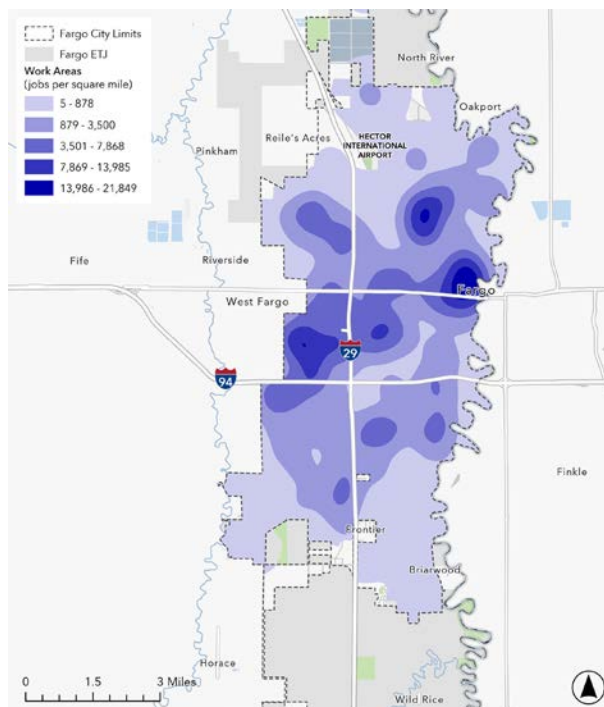 Fargo City Limits
Fargo ETJ
Work Areas
(jobs per square mile)
5 - 878
879 - 3,500
3,501 - 7,868
7,869 - 13,985
13,986 - 21,849
North River
Oakport
Reile's Acres
HECTOR
INTERNATIONAL
AIRPORT
Pinkham
Fife
Riverside
Fargo
West Fargo
29
94
Finkle
Frontier
Briarwood
Horace
Wild Rice
0 1.5 3 Miles